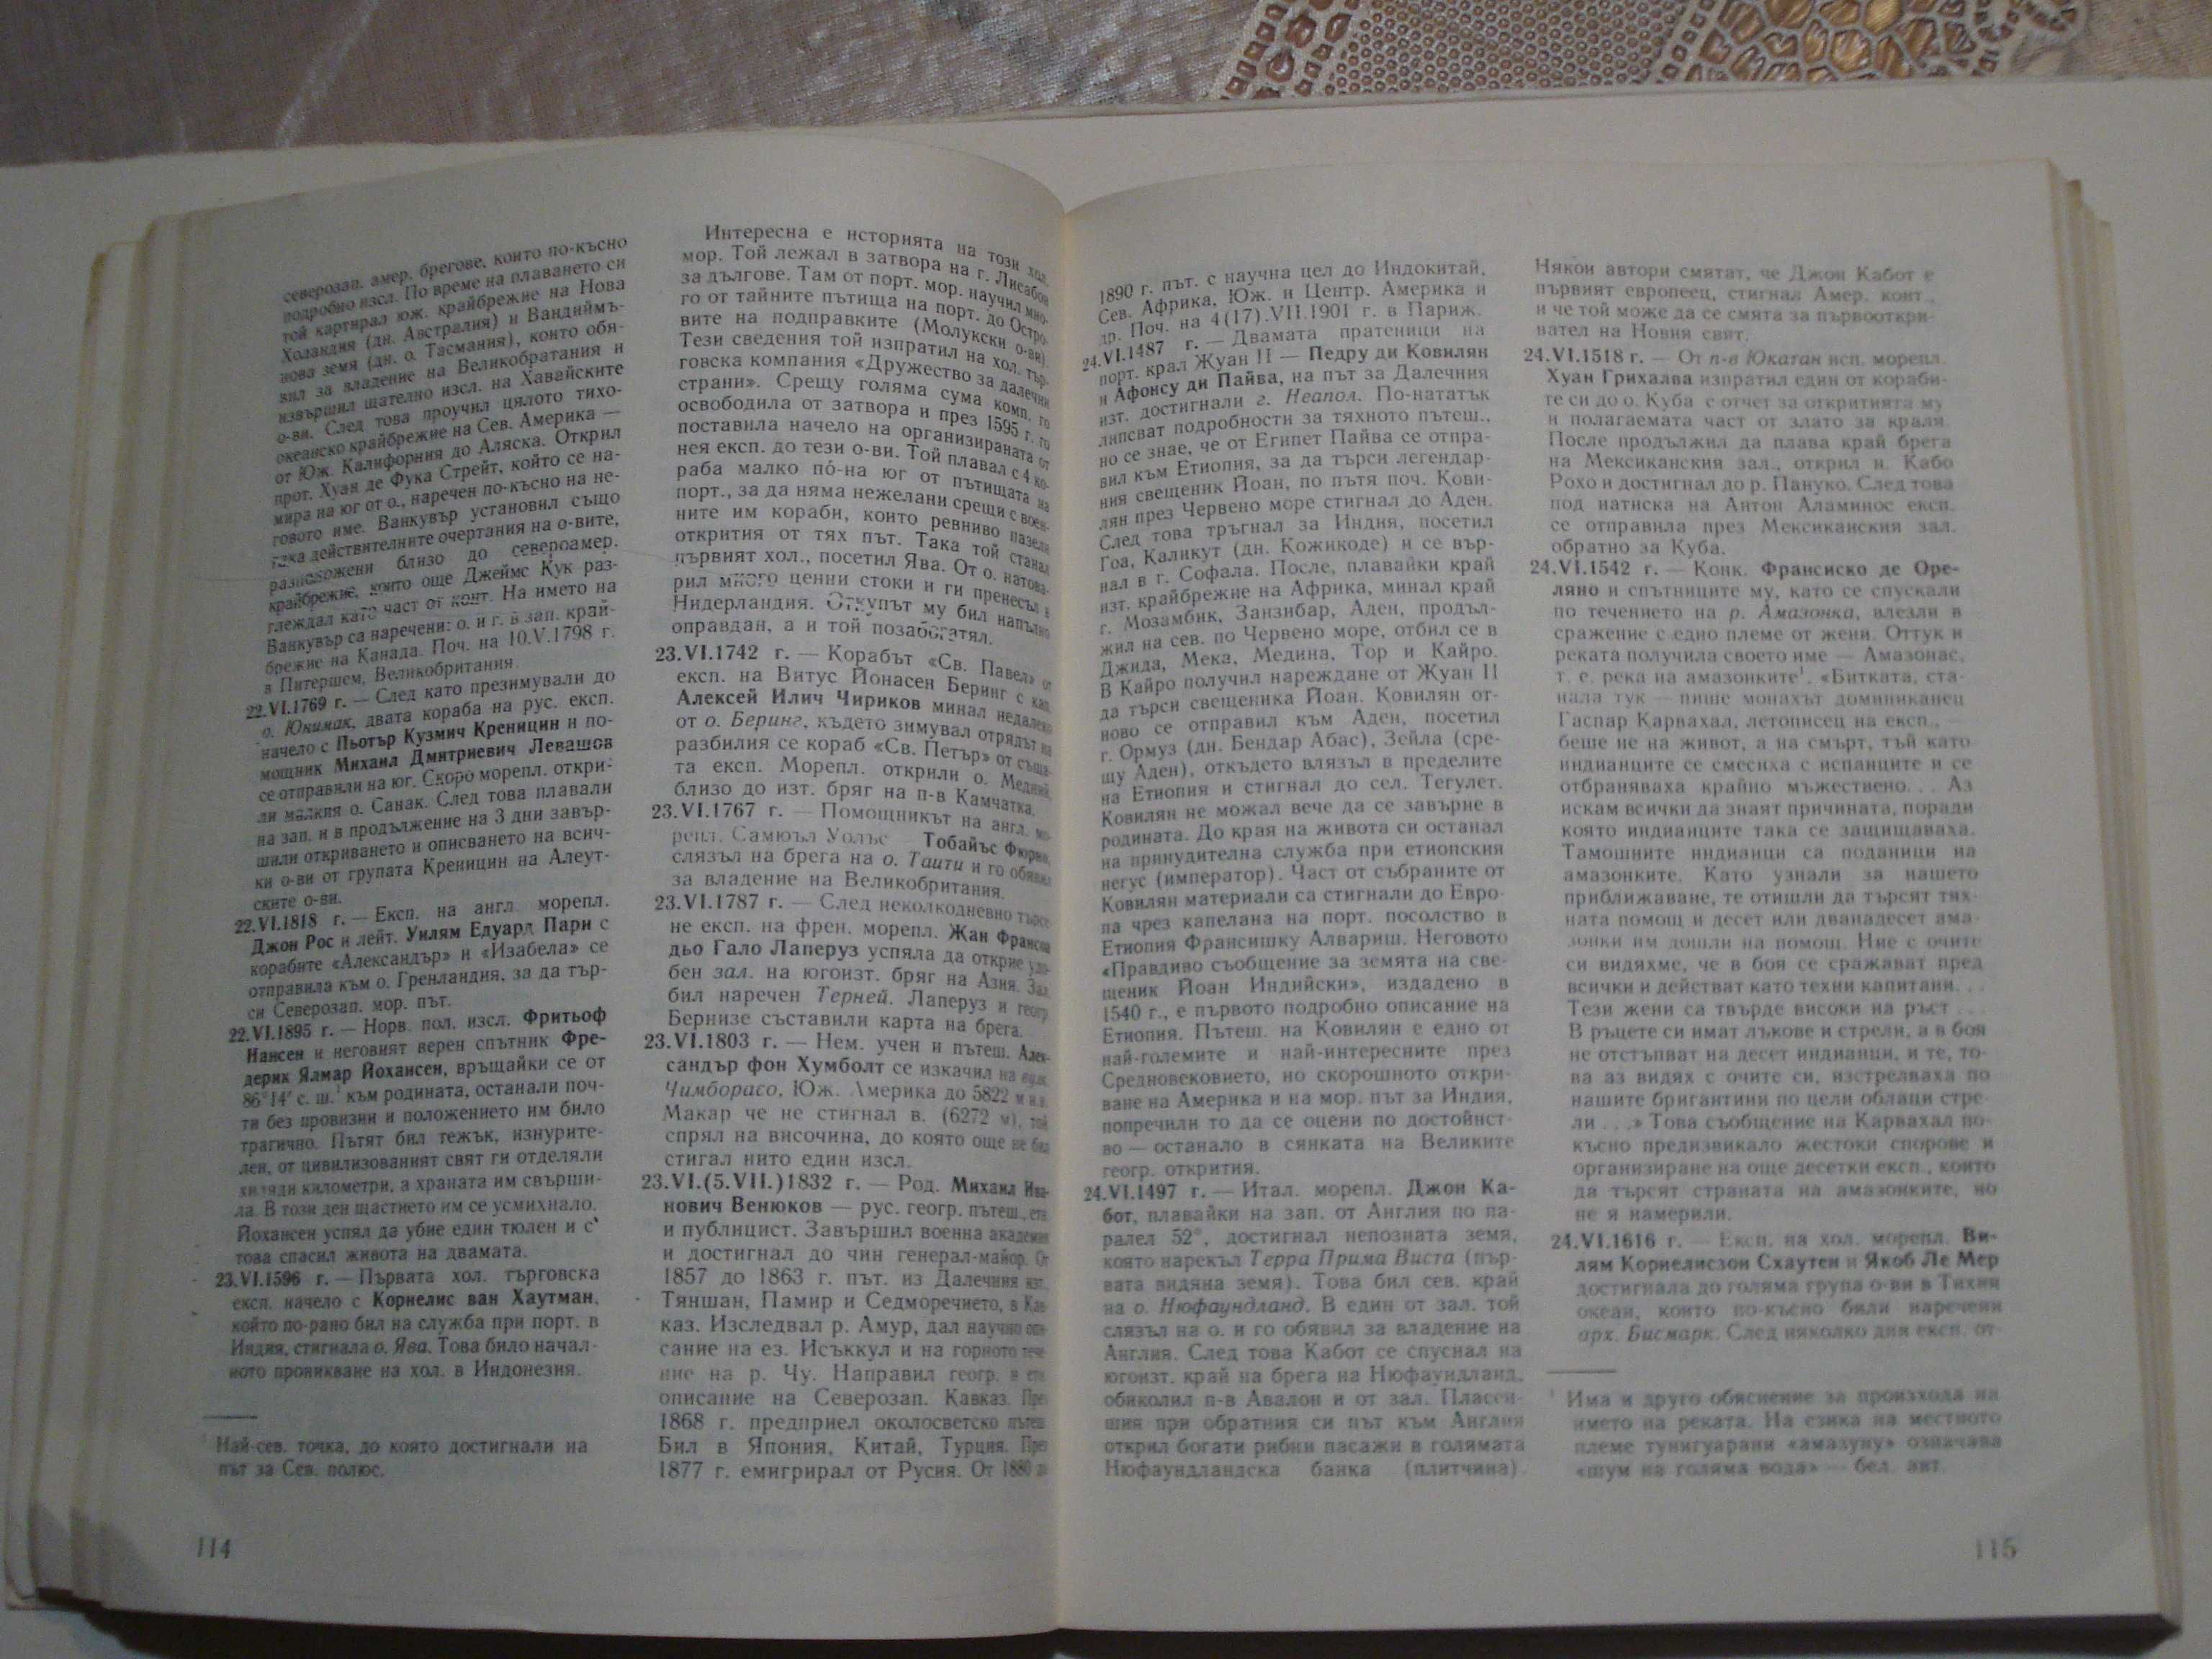 северозап. амер. брегове, които по-късно
подробно изсл. По време на плаването си
той картирал юж. крайбрежие на Нова
Холандия (дн. Австралия) и Вандиймъ-
нова земя (дн. о. Тасмания), които обя-
вил за владение на Великобратания и
извършил щателно изсл. на Хавайските
о-ви. След това проучил цялото тихо-
океанско крайбрежие на Сев. Америка —
от Юж. Калифорния до Аляска. Открил
прот. Хуан де Фука Стрейт, който се на-
мира на юг от о., наречен по-късно на не-
говото име. Ванкувър установил също
така действителните очертания на о-вите,
разположени близо до североамер.
крайбрежие, които още Джеймс Кук раз-
глеждал като част от конт. На името на
Ванкувър са наречени: о. и г. в зап. край-
брежие на Канада. Поч. на 10.V.1798 г.
в Питершем, Великобритания.
22.VI.1769 г. — След като презимували до
о. Юнимак, двата кораба на рус. експ.
начело с Пьотър Кузмич Креницин и по-
мощник Михаил Дмитриевич Левашов
се отправили на юг. Скоро морепл. откри-
ли малкия о. Санак. След това плавали
на зап. и в продължение на 3 дни завър-
шили откриването и описването на всич-
ки о-ви от групата Креницин на Алеут-
ските о-ви.
22.VI.1818 г. — Експ. на англ. морепл.
Джон Рос и лейт. Уилям Едуард Пари с
корабите «Александър» и «Изабела» се
отправила към о. Гренландия, за да тър-
си Северозап. мор. път.
22.VI.1895 г. — Норв. пол. изсл. Фритьоф
Нансен и неговият верен спътник Фре-
дерик Ялмар Йохансен, връщайки се от
86°14′ с. ш.¹ към родината, останали поч-
ти без провизии и положението им било
трагично. Пътят бил тежък, изнурите-
лен, от цивилизованият свят ги отделяли
хиляди километри, а храната им свърши-
ла. В този ден щастието им се усмихнало.
Йохансен успял да убие един тюлен и с
това спасил живота на двамата.
23.VI.1596 г. — Първата хол. търговска
експ. начело с Корнелис ван Хаутман,
който по-рано бил на служба при порт. в
Индия, стигнала о. Ява. Това било начал-
ното проникване на хол. в Индонезия.
Най-сев. точка, до която достигнали на
път за Сев. полюс.
114
Интересна е историята на този хол.
мор. Той лежал в затвора на г. Лисабон
за дългове. Там от порт. мор. научил мно-
го от тайните пътища на порт. до Остро-
вите на подправките (Молукски о-ви).
Тези сведения той изпратил на хол. тър-
говска компания «Дружество за далечни
страни». Срещу голяма сума комп. го
освободила от затвора и през 1595 г. го
поставила начело на организираната от
нея експ. до тези о-ви. Той плавал с 4 ко-
раба малко по́-на юг от пътищата на
порт., за да няма нежелани срещи с воен-
ните им кораби, които ревниво пазели
открития от тях път. Така той станал
първият хол., посетил Ява. От о. натова-
рил много ценни стоки и ги пренесъл в
Нидерландия. Откупът му бил напълно
оправдан, а и той позабогатял.
23.VI.1742 г. — Корабът «Св. Павел» от
експ. на Витус Йонасен Беринг с кап.
Алексей Илич Чириков минал недалеко
от о. Беринг, където зимувал отрядът на
разбилия се кораб «Св. Петър» от съща-
та експ. Морепл. открили о. Медний,
близо до изт. бряг на п-в Камчатка.
23.VI.1767 г. — Помощникът на англ. мо-
репл. Самюъл Уолъс Тобайъс Фюрно,
слязъл на брега на о. Таити и го обявил
за владение на Великобритания.
23.VI.1787 г. — След неколкодневно търсе-
не експ. на френ. морепл. Жан Франсоа
дьо Гало Лаперуз успяла да открие удо-
бен зал. на югоизт. бряг на Азия. Зал.
бил наречен Терней. Лаперуз и геогр.
Бернизе съставили карта на брега.
23.VI.1803 г. — Нем. учен и пътеш. Алек-
сандър фон Хумболт се изкачил на вулк.
Чимборасо, Юж. Америка до 5822 м н.в.
Макар че не стигнал в. (6272 м), той
спрял на височина, до която още не бил
стигал нито един изсл.
23.VI.(5.VII.)1832 г. — Род. Михаил Ива-
нович Венюков — рус. геогр. пътеш., етн.
и публицист. Завършил военна академия
и достигнал до чин генерал-майор. От
1857 до 1863 г. път. из Далечния изт.,
Тяншан, Памир и Седморечието, в Кав-
каз. Изследвал р. Амур, дал научно опи-
сание на ез. Исъккул и на горното тече-
ние на р. Чу. Направил геогр. и етн.
описание на Северозап. Кавказ. През
1868 г. предприел околосветско пътеш.
Бил в Япония, Китай, Турция. През
1877 г. емигрирал от Русия. От 1880 до
1890 г. път. с научна цел до Индокитай,
Сев. Африка, Юж. и Центр. Америка и
др. Поч. на 4(17).VII.1901 г. в Париж.
24.VI.1487 г. — Двамата пратеници на
порт. крал Жуан II — Педру ди Ковилян
и Афонсу ди Пайва, на път за Далечния
изт. достигнали г. Неапол. По-нататък
липсват подробности за тяхното пътеш.,
но се знае, че от Египет Пайва се отпра-
вил към Етиопия, за да търси легендар-
ния свещеник Йоан, по пътя поч. Кови-
лян през Червено море стигнал до Аден.
След това тръгнал за Индия, посетил
Гоа, Каликут (дн. Кожикоде) и се вър-
нал в г. Софала. После, плавайки край
изт. крайбрежие на Африка, минал край
г. Мозамбик, Занзибар, Аден, продъл-
жил на сев. по Червено море, отбил се в
Джида, Мека, Медина, Тор и Кайро.
В Кайро получил нареждане от Жуан II
да търси свещеника Йоан. Ковилян от-
ново се отправил към Аден, посетил
г. Ормуз (дн. Бендар Абас), Зейла (сре-
щу Аден), откъдето влязъл в пределите
на Етиопия и стигнал до сел. Тегулет.
Ковилян не можал вече да се завърне в
родината. До края на живота си останал
на принудителна служба при етиопския
негус (император). Част от събраните от
Ковилян материали са стигнали до Евро-
па чрез капелана на порт. посолство в
Етиопия Франсишку Алвариш. Неговото
«Правдиво съобщение за земята на све-
щеник Йоан Индийски», издадено в
1540 г., е първото подробно описание на
Етиопия. Пътеш. на Ковилян е едно от
най-големите и най-интересните през
Средновековието, но скорошното откри-
ване на Америка и на мор. път за Индия,
попречили то да се оцени по достойнст-
во — останало в сянката на Великите
геогр. открития.
24.VI.1497 г. — Итал. морепл. Джон Ка-
бот, плавайки на зап. от Англия по па-
ралел 52°, достигнал непозната земя,
която нарекъл Терра Прима Виста (пър-
вата видяна земя). Това бил сев. край
на о. Нюфаундланд. В един от зал. той
слязъл на о. и го обявил за владение на
Англия. След това Кабот се спуснал на
югоизт. край на брега на Нюфаундланд,
обиколил п-в Авалон и от зал. Пласен-
шия при обратния си път към Англия
открил богати рибни пасажи в голямата
Нюфаундландска банка (плитчина).
Някои автори смятат, че Джон Кабот е
първият европеец, стигнал Амер. конт.,
и че той може да се смята за първооткри-
вател на Новия свят.
24.VI.1518 г. — От п-в Юкатан исп. морепл.
Хуан Грихалва изпратил един от кораби-
те си до о. Куба с отчет за откритията му
и полагаемата част от злато за краля.
После продължил да плава край брега
на Мексиканския зал., открил н. Кабо
Рохо и достигнал до р. Пануко. След това
под натиска на Антон Аламинос експ.
се отправила през Мексиканския зал.
обратно за Куба.
24.VI.1542 г. — Конк. Франсиско де Оре-
ляно и спътниците му, като се спускали
по течението на р. Амазонка, влезли в
сражение с едно племе от жени. Оттук и
реката получила своето име — Амазонас,
т. е. река на амазонките¹. «Битката, ста-
нала тук — пише монахът доминиканец
Гаспар Карвахал, летописец на експ., —
беше не на живот, а на смърт, тъй като
индианците се смесиха с испанците и се
отбраняваха крайно мъжествено... Аз
искам всички да знаят причината, поради
която индианците така се защищаваха.
Тамошните индианци са поданици на
амазонките. Като узнали за нашето
приближаване, те отишли да търсят тях-
ната помощ и десет или дванадесет ама-
зонки им дошли на помощ. Ние с очите
си видяхме, че в боя се сражават пред
всички и действат като техни капитани...
Тези жени са твърде високи на ръст...
В ръцете си имат лъкове и стрели, а в боя
не отстъпват на десет индианци, и те, то-
ва аз видях с очите си, изстрелваха по
нашите бригантини по цели облаци стре-
ли ...» Това съобщение на Карвахал по-
късно предизвикало жестоки спорове и
организиране на още десетки експ., които
да търсят страната на амазонките, но
не я намерили.
24.VI.1616 г. — Експ. на хол. морепл. Ви-
лям Корнелисзон Схаутен и Якоб Ле Мер
достигнала до голяма група о-ви в Тихия
океан, които по-късно били наречени
арх. Бисмарк. След няколко дни експ. от-
¹ Има и друго обяснение за произхода на
името на реката. На езика на местното
племе тунигуарани «амазуну» означава
«шум на голяма вода» — бел. авт.
115